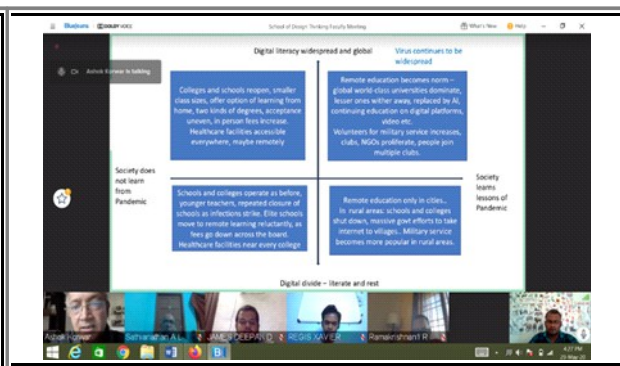 Bluejeans DOLBY VOICE
School of Design Thinking Faculty Meeting
What's New
Help
Ashok Korwar is talking
Digital literacy widespread and global
Virus continues to be
widespread
Colleges and schools reopen, smaller
class sizes, offer option of learning from
home, two kinds of degrees, acceptance
uneven, in person fees increase.
Healthcare facilities accessible
everywhere, maybe remotely
Remote education becomes norm –
global world-class universities dominate,
lesser ones wither away, replaced by AI,
continuing education on digital platforms,
video etc.
Volunteers for military service increases,
clubs, NGOs proliferate, people join
multiple clubs.
Society does
not learn
from
Pandemic
Society
learns
lessons of
Pandemic
Schools and colleges operate as before,
younger teachers, repeated closure of
schools as infections strike. Elite schools
move to remote learning reluctantly, as
fees go down across the board.
Healthcare facilities near every college
Remote education only in cities..
In rural areas: schools and colleges
shut down, massive govt efforts to take
internet to villages.. Military service
becomes more popular in rural areas.
Digital divide – literate and rest
Ashok Korwar
Sathianathan A L
JAMES DEEPAN D
REGIS XAVIER
Ramakrishnan1 R
4:27 PM
29-May-20